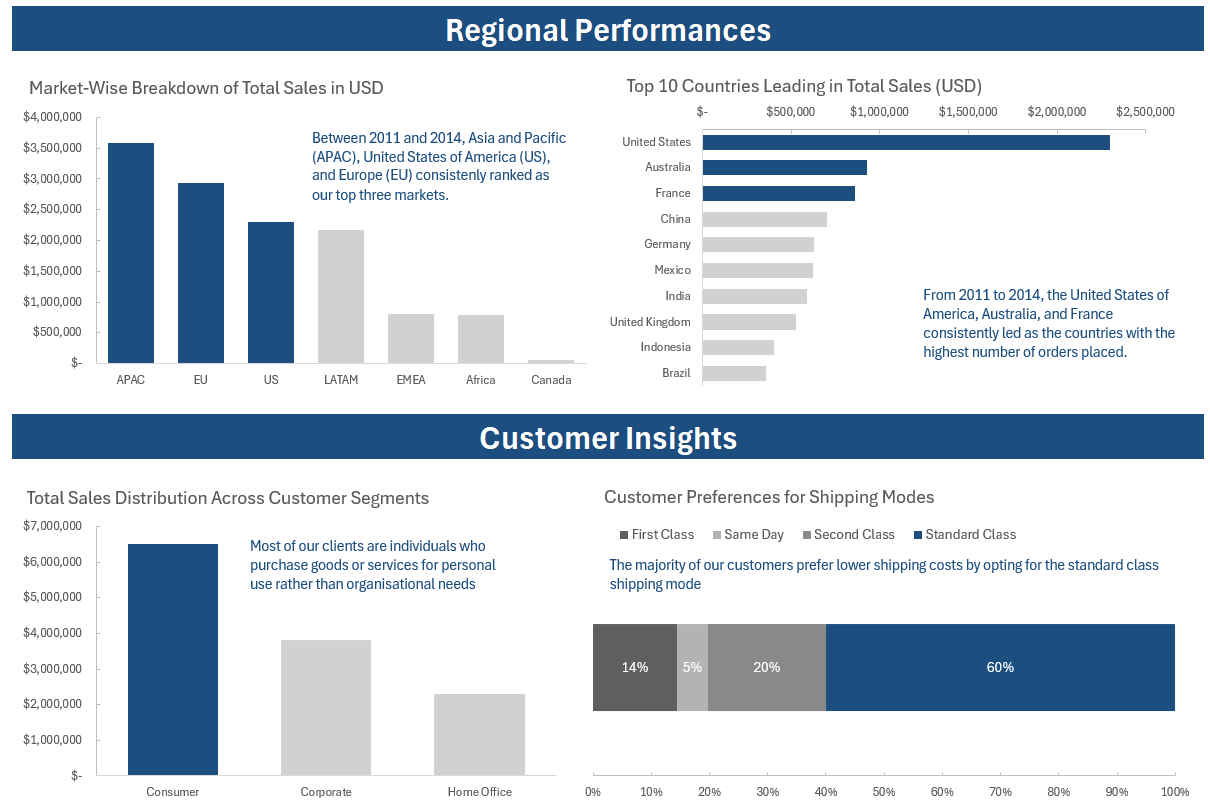 Regional Performances
Market-Wise Breakdown of Total Sales in USD
$4,000,000
$3,500,000
$3,000,000
$2,500,000
$2,000,000
$1,500,000
$1,000,000
$500,000
$-
Between 2011 and 2014, Asia and Pacific
(APAC), United States of America (US),
and Europe (EU) consistenly ranked as
our top three markets.
APAC EU US LATAM EMEA Africa Canada
Top 10 Countries Leading in Total Sales (USD)
$- $500,000 $1,000,000 $1,500,000 $2,000,000 $2,500,000
United States
Australia
France
China
Germany
Mexico
India
United Kingdom
Indonesia
Brazil
From 2011 to 2014, the United States of
America, Australia, and France
consistently led as the countries with the
highest number of orders placed.
Customer Insights
Total Sales Distribution Across Customer Segments
$7,000,000
$6,000,000
$5,000,000
$4,000,000
$3,000,000
$2,000,000
$1,000,000
$-
Most of our clients are individuals who
purchase goods or services for personal
use rather than organisational needs
Consumer Corporate Home Office
Customer Preferences for Shipping Modes
First Class Same Day Second Class Standard Class
The majority of our customers prefer lower shipping costs by opting for the standard class
shipping mode
14% 5% 20% 60%
0% 10% 20% 30% 40% 50% 60% 70% 80% 90% 100%